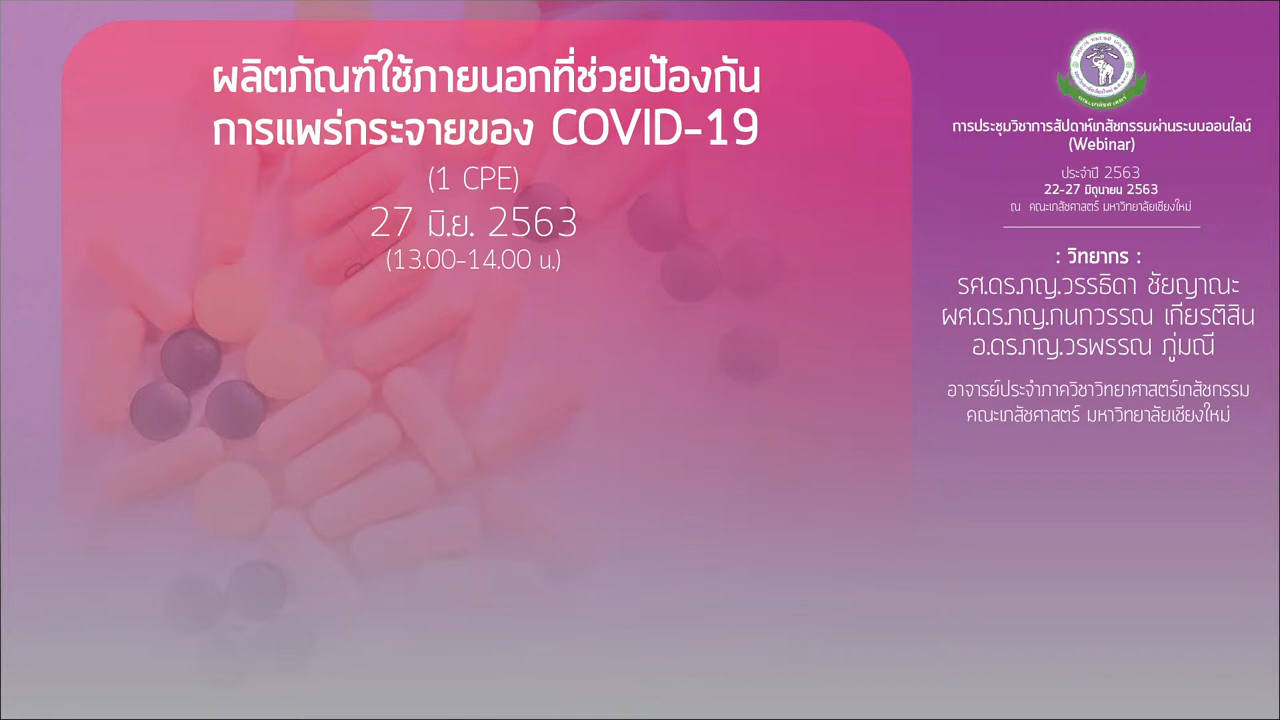 ผลิตภัณฑ์ใช้ภายนอกที่ช่วยป้องกัน
การแพร่กระจายของ COVID-19
(1 CPE)
27 มิ.ย. 2563
(13.00-14.00 น.)
การประชุมวิชาการสัปดาห์เภสัชกรรมผ่านระบบออนไลน์
(Webinar)
ประจำปี 2563
22-27 มิถุนายน 2563
ณ คณะเภสัชศาสตร์ มหาวิทยาลัยเชียงใหม่
: วิทยากร :
รศ.ดร.ภญ.วรรธิดา ชัยญาณะ
ผศ.ดร.ภญ.กนกวรรณ เกียรติสิน
อ.ดร.ภญ.วรพรรณ ภู่มณี
อาจารย์ประจำภาควิชาวิทยาศาสตร์เภสัชกรรม
คณะเภสัชศาสตร์ มหาวิทยาลัยเชียงใหม่